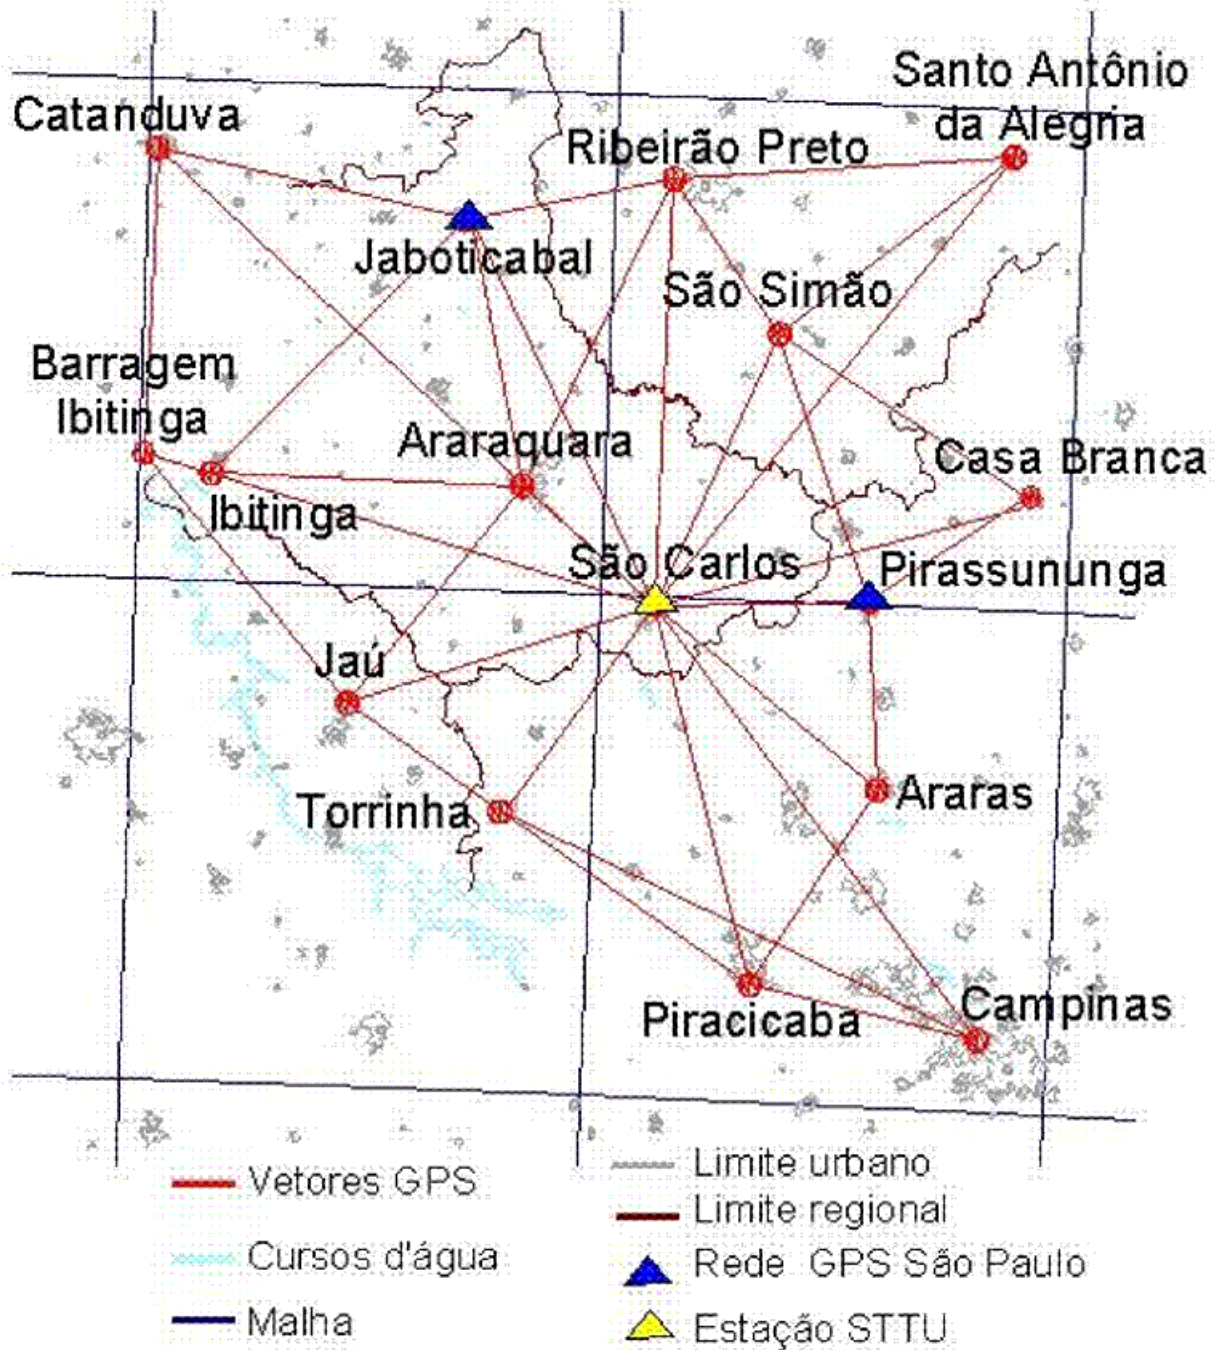 Santo Antônio
da Alegria
Catanduva
Ribeirão Preto
Jaboticabal
São Simão
Barragem
Ibitinga
Araraquara
Casa Branca
Ibitinga
São Carlos
Pirassununga
Jaú
Torrinha
Araras
Piracicaba
Campinas
Vetores GPS
Limite urbano
Limite regional
Cursos d'água
Rede GPS São Paulo
Malha
Estação STTU